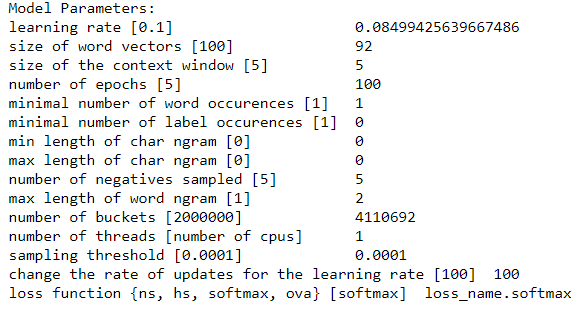 Model Parameters:
learning rate [0.1] 0.08499425639667486
size of word vectors [100] 92
size of the context window [5] 5
number of epochs [5] 100
minimal number of word occurences [1] 1
minimal number of label occurences [1] 0
min length of char ngram [0] 0
max length of char ngram [0] 0
number of negatives sampled [5] 5
max length of word ngram [1] 2
number of buckets [2000000] 4110692
number of threads [number of cpus] 1
sampling threshold [0.0001] 0.0001
change the rate of updates for the learning rate [100] 100
loss function {ns, hs, softmax, ova} [softmax] loss_name.softmax